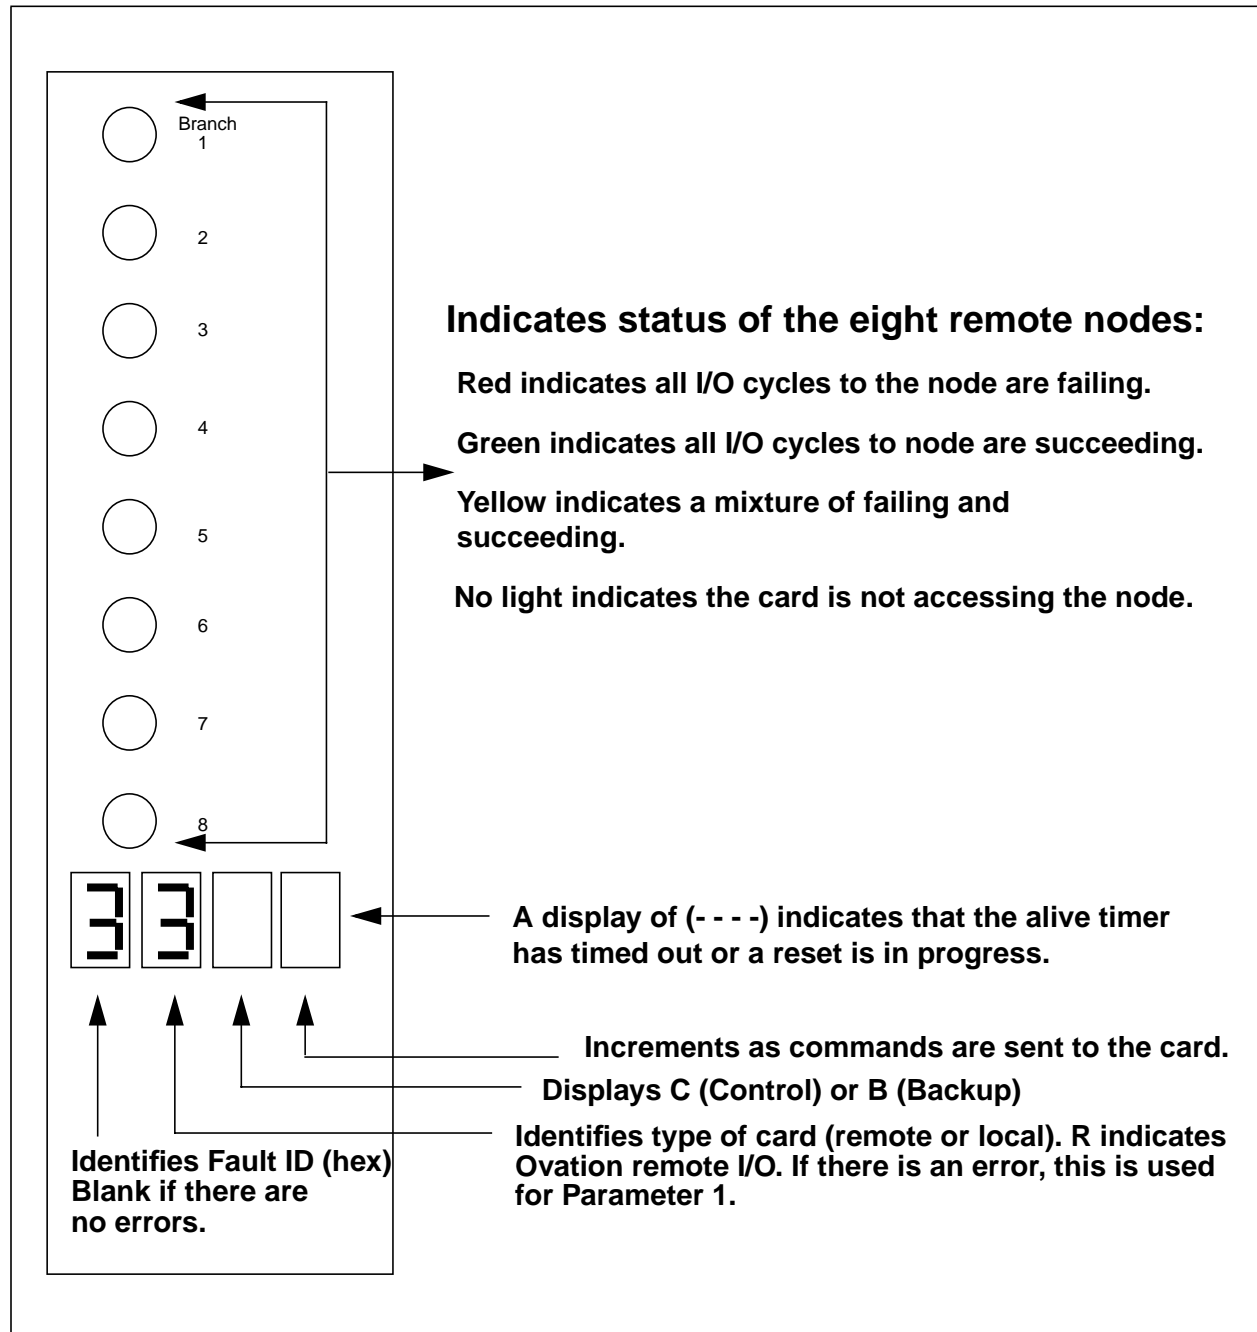 Branch
1
2
3
4
5
6
7
8
Indicates status of the eight remote nodes:
Red indicates all I/O cycles to the node are failing.
Green indicates all I/O cycles to node are succeeding.
Yellow indicates a mixture of failing and
succeeding.
No light indicates the card is not accessing the node.
3 3
A display of (- - - -) indicates that the alive timer
has timed out or a reset is in progress.
Increments as commands are sent to the card.
Displays C (Control) or B (Backup)
Identifies type of card (remote or local). R indicates
Ovation remote I/O. If there is an error, this is used
for Parameter 1.
Identifies Fault ID (hex)
Blank if there are
no errors.